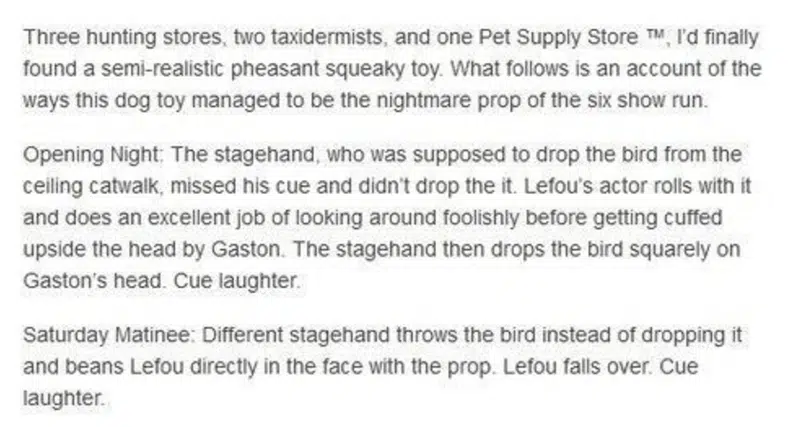 Three hunting stores, two taxidermists, and one Pet Supply Store ™, I'd finally
found a semi-realistic pheasant squeaky toy. What follows is an account of the
ways this dog toy managed to be the nightmare prop of the six show run.
Opening Night: The stagehand, who was supposed to drop the bird from the
ceiling catwalk, missed his cue and didn't drop the it. Lefou's actor rolls with it
and does an excellent job of looking around foolishly before getting cuffed
upside the head by Gaston. The stagehand then drops the bird squarely on
Gaston's head. Cue laughter.
Saturday Matinee: Different stagehand throws the bird instead of dropping it
and beans Lefou directly in the face with the prop. Lefou falls over. Cue
laughter.